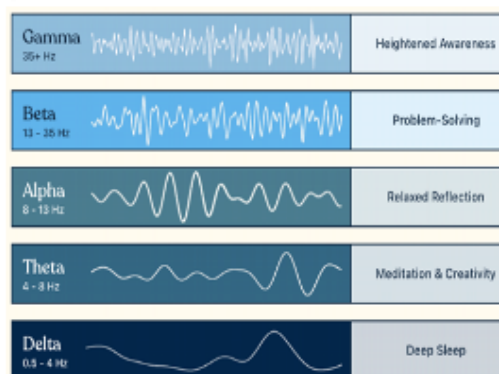 Gamma
35+ Hz
Heightened Awareness
Beta
13 - 35 Hz
Problem-Solving
Alpha
8 - 13 Hz
Relaxed Reflection
Theta
4 - 8 Hz
Meditation & Creativity
Delta
0.5 - 4 Hz
Deep Sleep